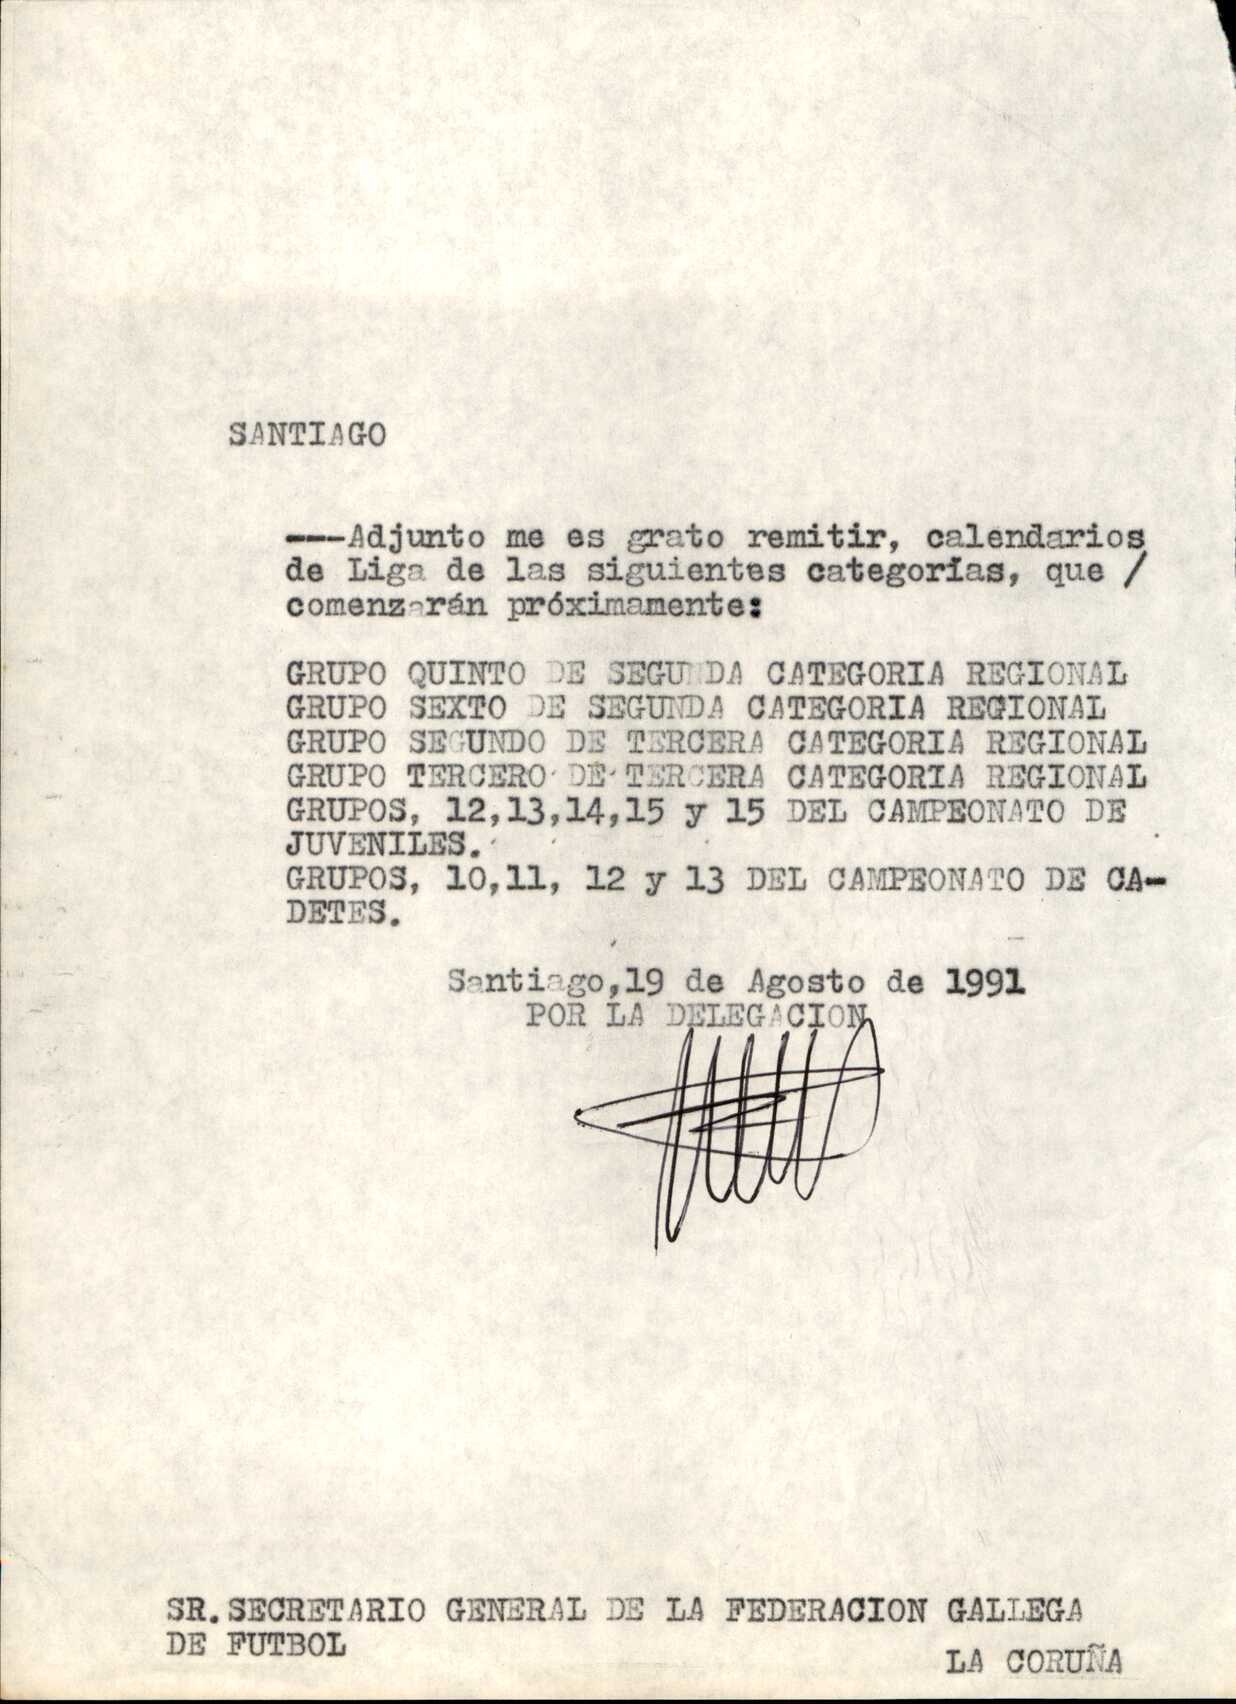 SANTIAGO
---Adjunto me es grato remitir, calendarios
de Liga de las siguientes categorías, que /
comenzarán próximamente:
GRUPO QUINTO DE SEGUNDA CATEGORIA REGIONAL
GRUPO SEXTO DE SEGUNDA CATEGORIA REGIONAL
GRUPO SEGUNDO DE TERCERA CATEGORIA REGIONAL
GRUPO TERCERO DE TERCERA CATEGORIA REGIONAL
GRUPOS, 12,13,14,15 y 15 DEL CAMPEONATO DE
JUVENILES.
GRUPOS, 10,11, 12 y 13 DEL CAMPEONATO DE CA-
DETES.
Santiago,19 de Agosto de 1991
POR LA DELEGACION
SR.SECRETARIO GENERAL DE LA FEDERACION GALLEGA
DE FUTBOL
LA CORUÑA